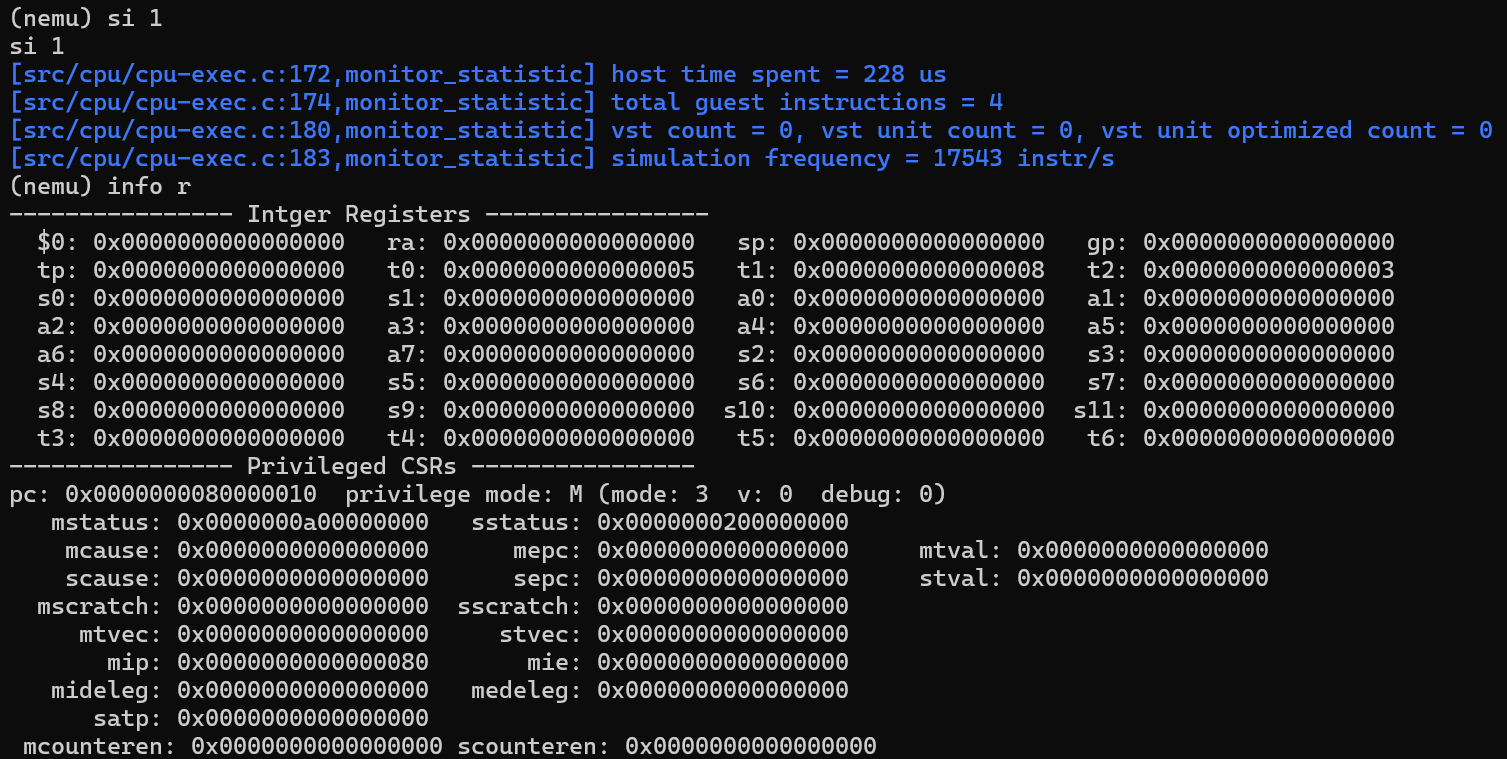 (nemu) si 1
si 1
[src/cpu/cpu-exec.c:172,monitor_statistic] host time spent = 228 us
[src/cpu/cpu-exec.c:174,monitor_statistic] total guest instructions = 4
[src/cpu/cpu-exec.c:180,monitor_statistic] vst count = 0, vst unit count = 0, vst unit optimized count = 0
[src/cpu/cpu-exec.c:183,monitor_statistic] simulation frequency = 17543 instr/s
(nemu) info r
---------------- Intger Registers ----------------
  $0: 0x0000000000000000   ra: 0x0000000000000000   sp: 0x0000000000000000   gp: 0x0000000000000000
  tp: 0x0000000000000000   t0: 0x0000000000000005   t1: 0x0000000000000008   t2: 0x0000000000000003
  s0: 0x0000000000000000   s1: 0x0000000000000000   a0: 0x0000000000000000   a1: 0x0000000000000000
  a2: 0x0000000000000000   a3: 0x0000000000000000   a4: 0x0000000000000000   a5: 0x0000000000000000
  a6: 0x0000000000000000   a7: 0x0000000000000000   s2: 0x0000000000000000   s3: 0x0000000000000000
  s4: 0x0000000000000000   s5: 0x0000000000000000   s6: 0x0000000000000000   s7: 0x0000000000000000
  s8: 0x0000000000000000   s9: 0x0000000000000000  s10: 0x0000000000000000  s11: 0x0000000000000000
  t3: 0x0000000000000000   t4: 0x0000000000000000   t5: 0x0000000000000000   t6: 0x0000000000000000
---------------- Privileged CSRs ----------------
pc: 0x0000000080000010  privilege mode: M (mode: 3  v: 0  debug: 0)
   mstatus: 0x0000000a00000000   sstatus: 0x0000000200000000
    mcause: 0x0000000000000000      mepc: 0x0000000000000000     mtval: 0x0000000000000000
    scause: 0x0000000000000000      sepc: 0x0000000000000000     stval: 0x0000000000000000
  mscratch: 0x0000000000000000  sscratch: 0x0000000000000000
     mtvec: 0x0000000000000000     stvec: 0x0000000000000000
       mip: 0x0000000000000080       mie: 0x0000000000000000
   mideleg: 0x0000000000000000   medeleg: 0x0000000000000000
      satp: 0x0000000000000000
 mcounteren: 0x0000000000000000 scounteren: 0x0000000000000000